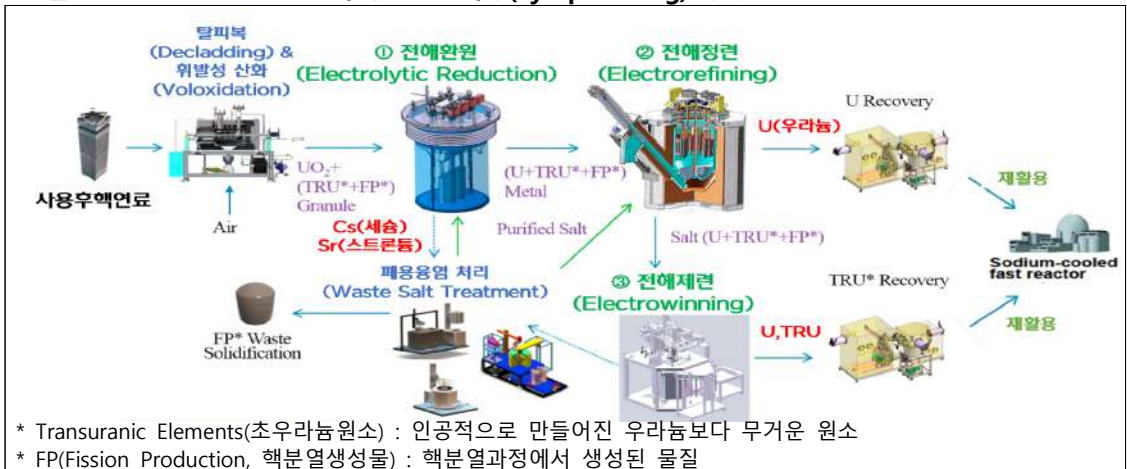 탈피복
(Decladding) &
휘발성 산화
(Voloxidation)
① 전해환원
(Electrolytic Reduction)
② 전해정련
(Electrorefining)
U Recovery
U(우라늄)
사용후핵연료
UO₂+
(TRU*+FP*)
Granule
(U+TRU*+FP*)
Metal
재활용
Air
Cs(세슘)
Sr(스트론튬)
Purified Salt
Salt (U+TRU*+FP*)
Sodium-cooled
fast reactor
폐용융염 처리
(Waste Salt Treatment)
③ 전해제련
(Electrowinning)
TRU* Recovery
재활용
FP* Waste
Solidification
U,TRU
* Transuranic Elements(초우라늄원소) : 인공적으로 만들어진 우라늄보다 무거운 원소
* FP(Fission Production, 핵분열생성물) : 핵분열과정에서 생성된 물질